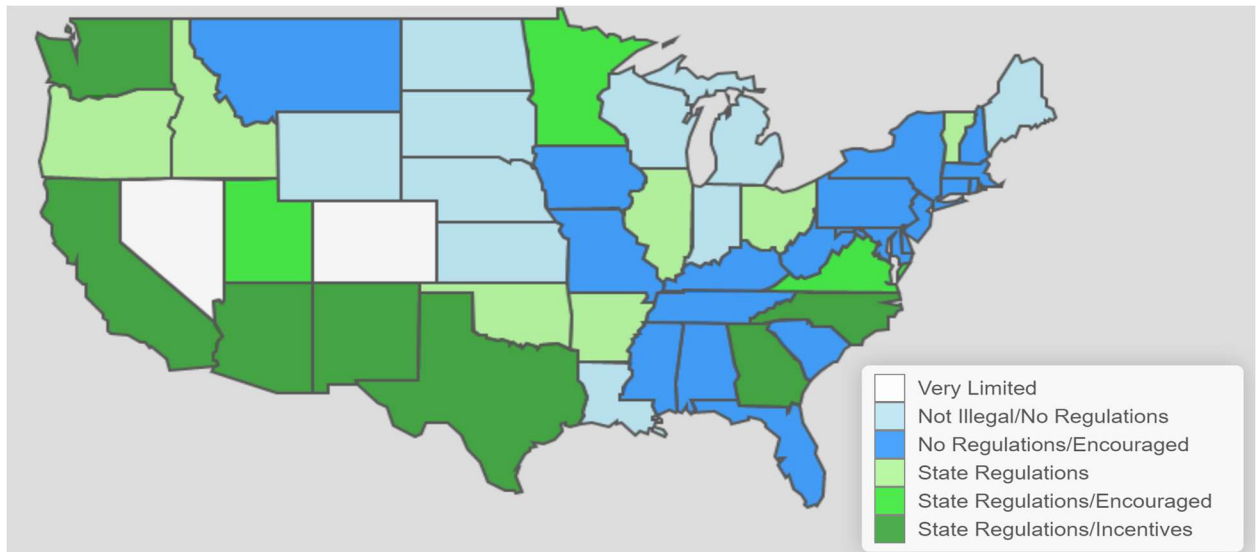 Very Limited
Not Illegal/No Regulations
No Regulations/Encouraged
State Regulations
State Regulations/Encouraged
State Regulations/Incentives